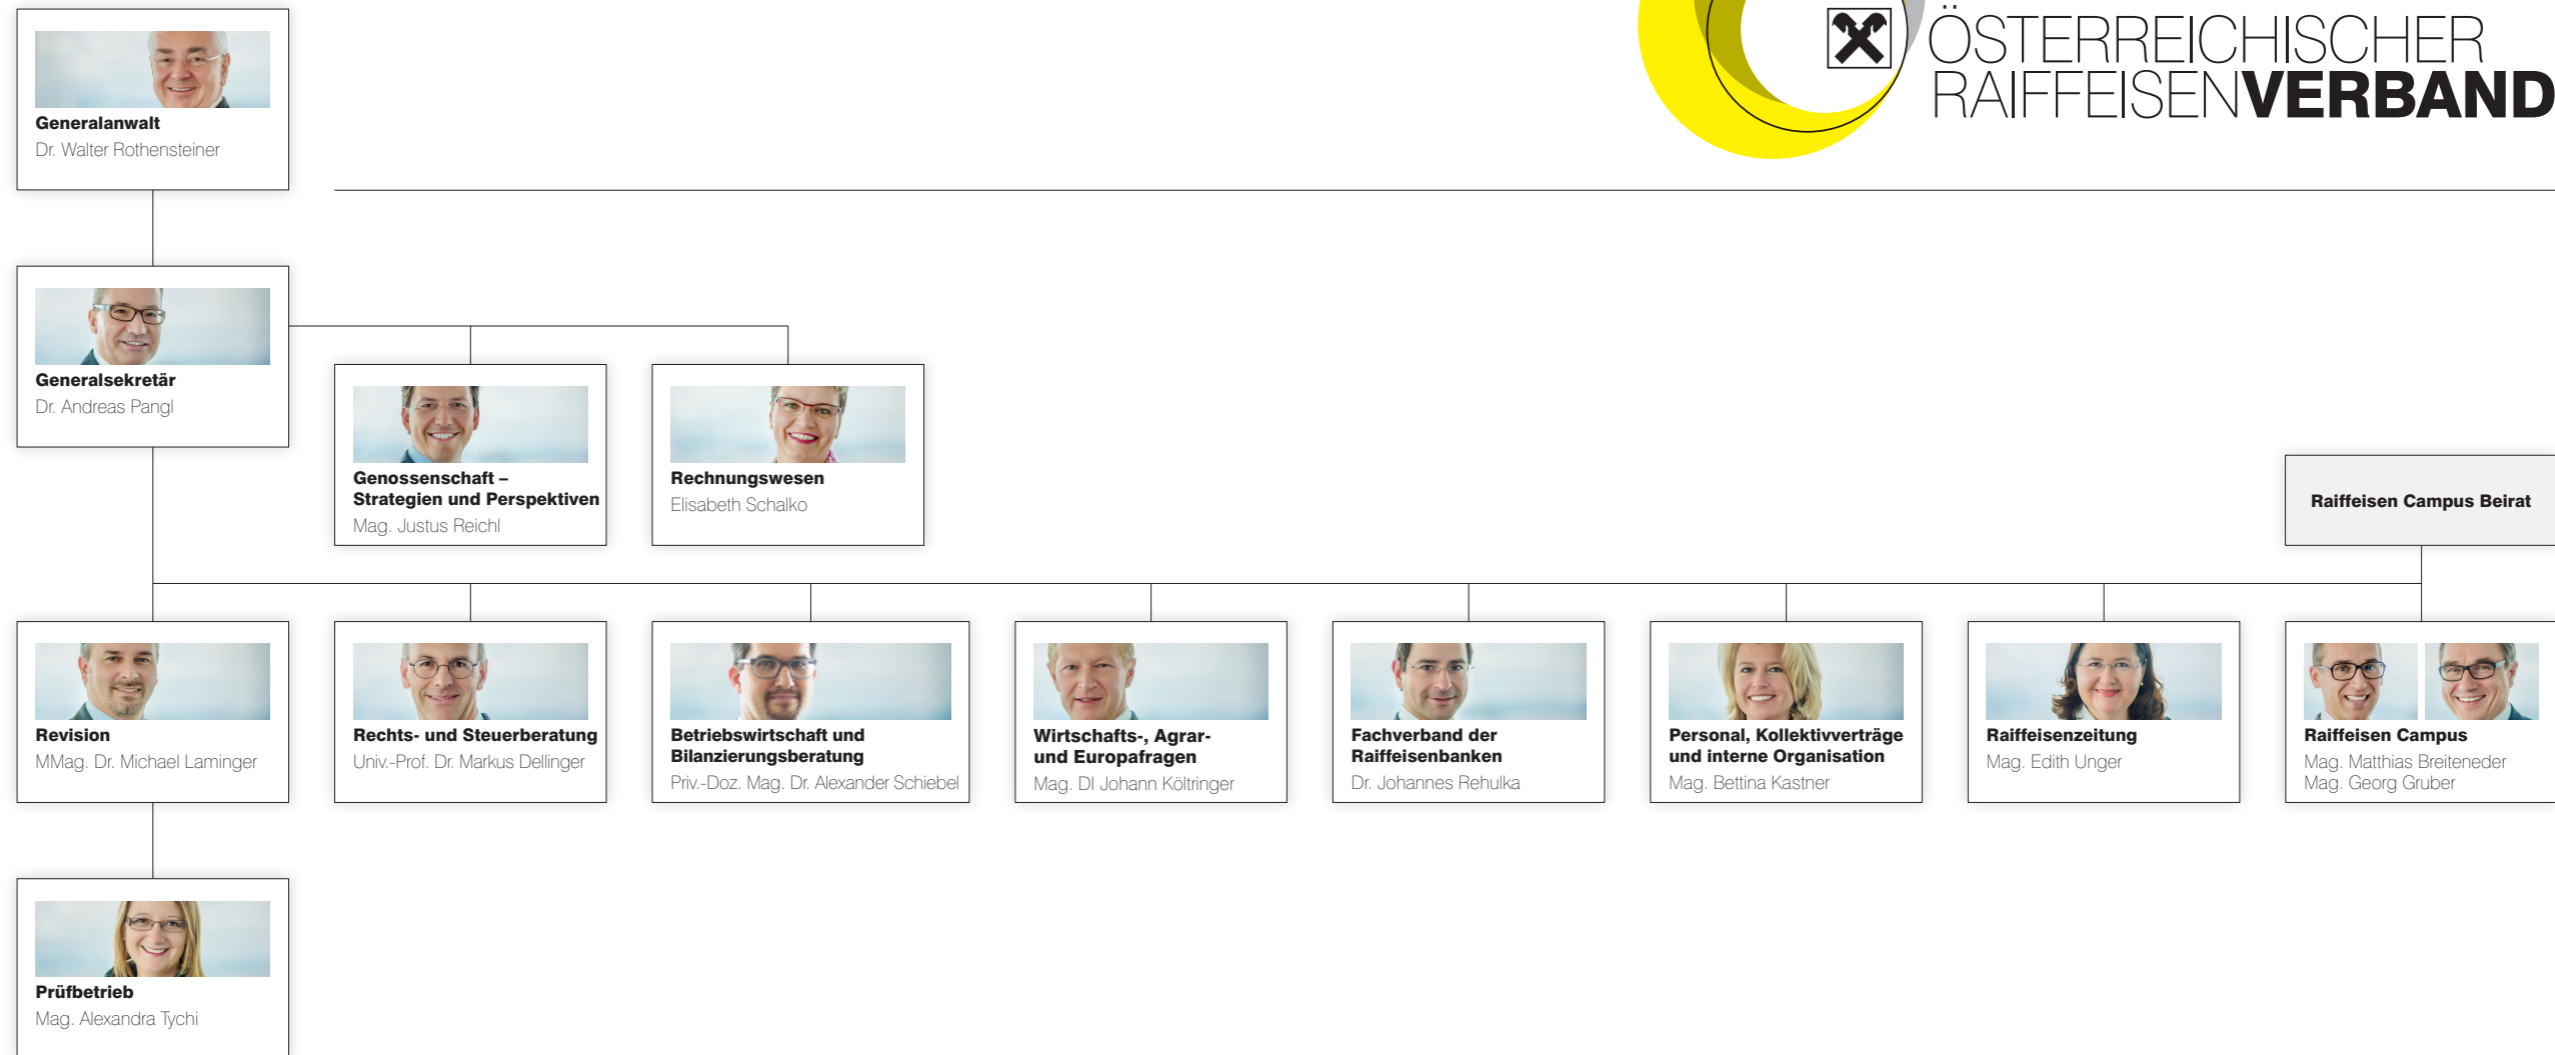 ÖSTERREICHISCHER
RAIFFEISENVERBAND
Generalanwalt
Dr. Walter Rothensteiner
Generalsekretär
Dr. Andreas Pangl
Genossenschaft –
Strategien und Perspektiven
Mag. Justus Reichl
Rechnungswesen
Elisabeth Schalko
Raiffeisen Campus Beirat
Revision
MMag. Dr. Michael Laminger
Rechts- und Steuerberatung
Univ.-Prof. Dr. Markus Dellinger
Betriebswirtschaft und
Bilanzierungsberatung
Priv.-Doz. Mag. Dr. Alexander Schiebel
Wirtschafts-, Agrar-
und Europafragen
Mag. DI Johann Költringer
Fachverband der
Raiffeisenbanken
Dr. Johannes Rehulka
Personal, Kollektivverträge
und interne Organisation
Mag. Bettina Kastner
Raiffeisenzeitung
Mag. Edith Unger
Raiffeisen Campus
Mag. Matthias Breiteneder
Mag. Georg Gruber
Prüfbetrieb
Mag. Alexandra Tychi